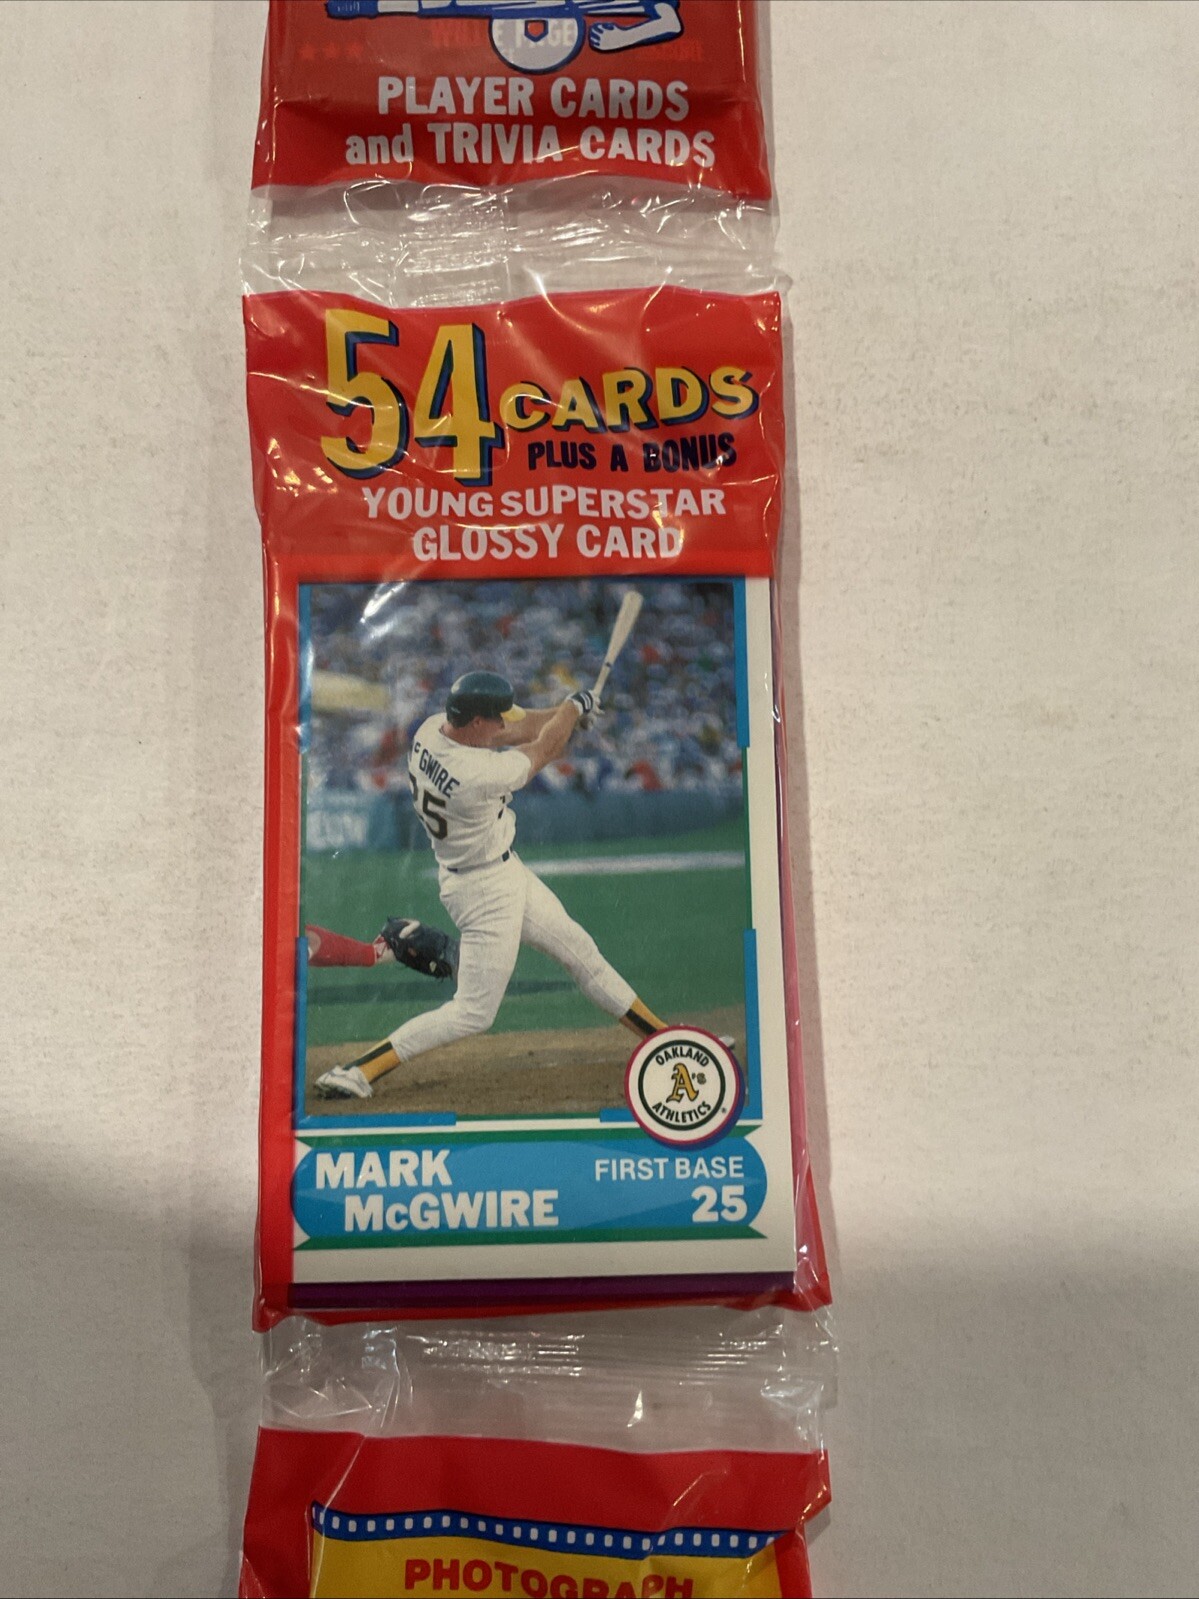 PLAYER CARDS
and TRIVIA CARDS
54 CARDS
PLUS A BONUS
YOUNG SUPERSTAR
GLOSSY CARD
GWIRE
25
OAKLAND
A's
ATHLETICS
MARK
McGWIRE
FIRST BASE
25
PHOTOGRAPH